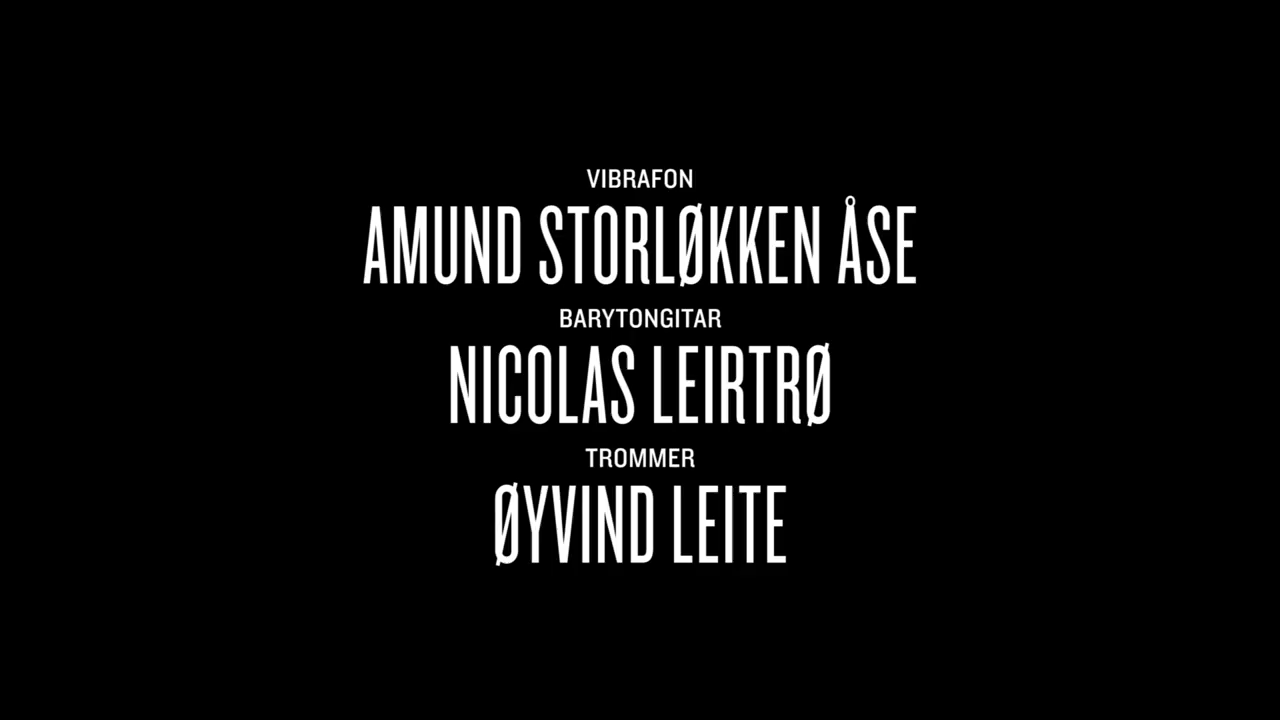 VIBRAFON
AMUND STORLØKKEN ÅSE
BARYTONGITAR
NICOLAS LEIRTRØ
TROMMER
ØYVIND LEITE